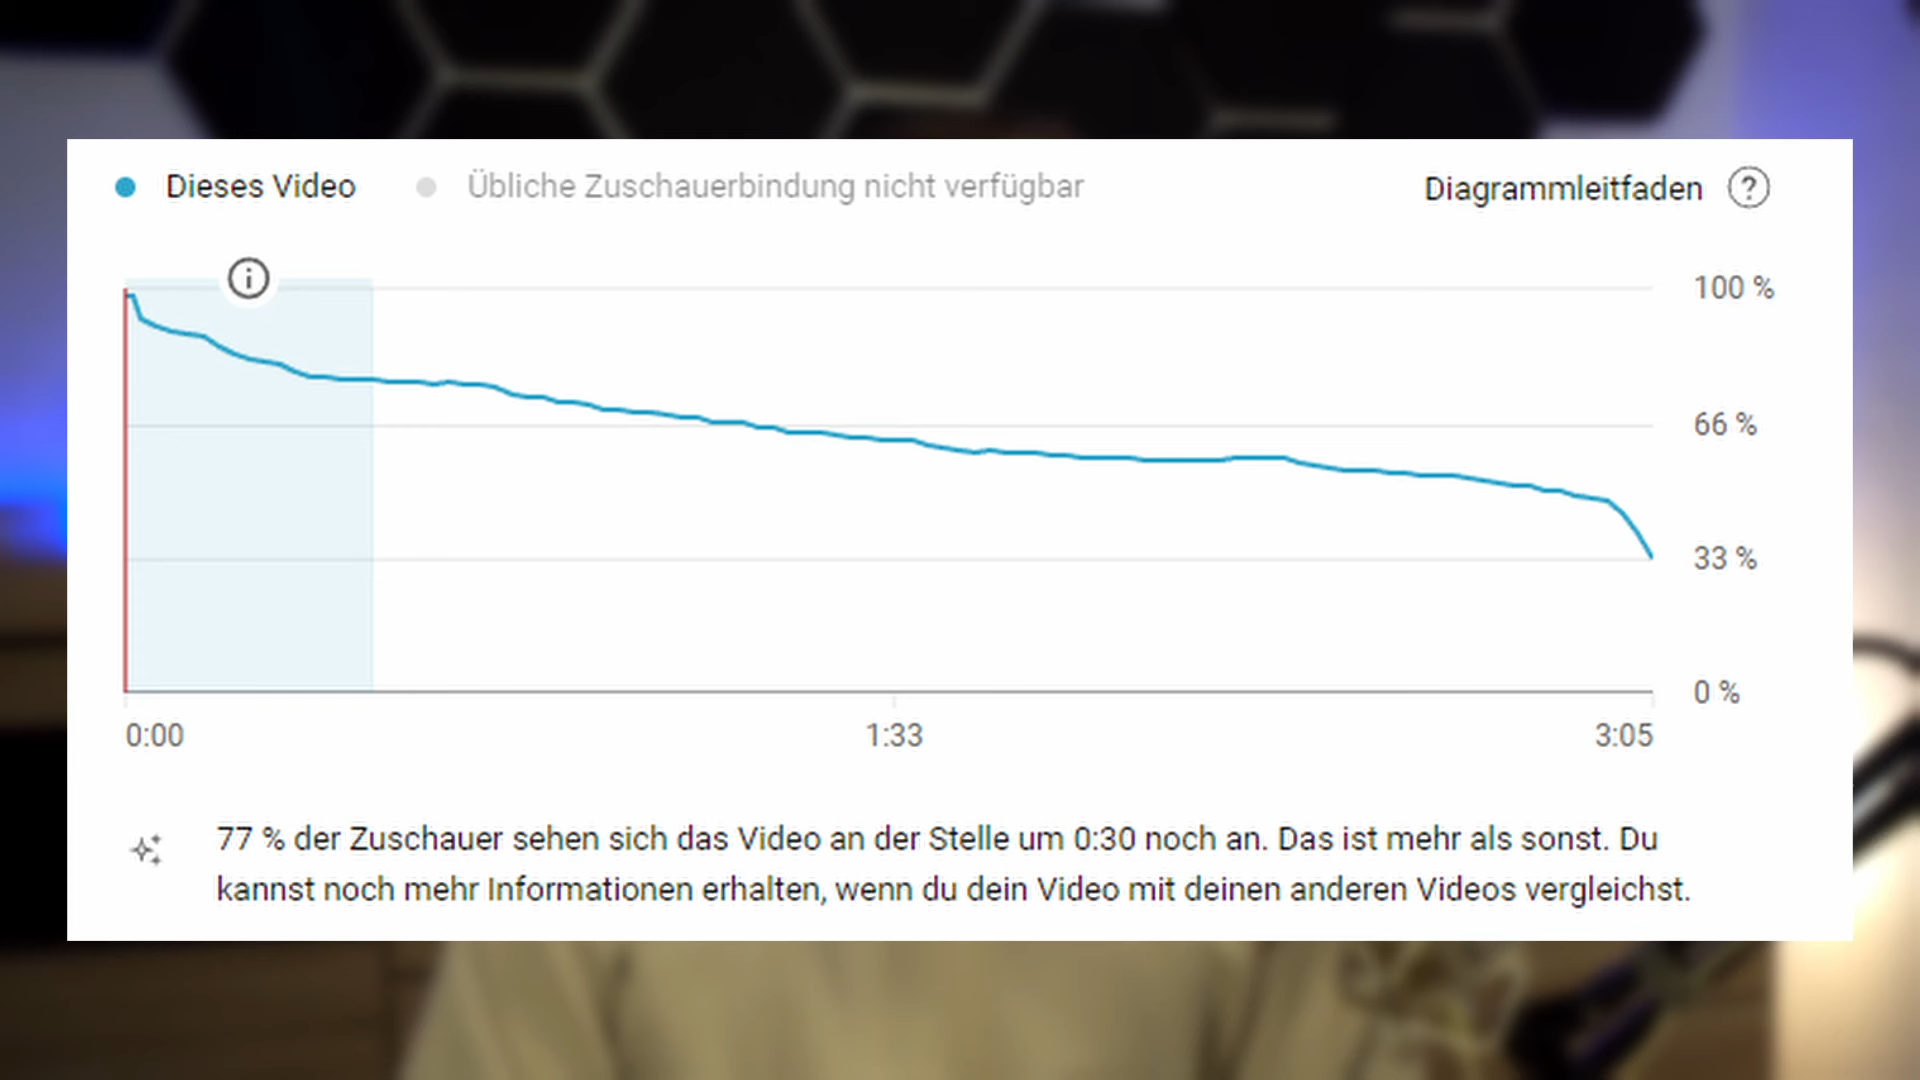 Dieses Video
Übliche Zuschauerbindung nicht verfügbar
Diagrammleitfaden ?
i
100 %
66 %
33 %
0 %
0:00
1:33
3:05
77 % der Zuschauer sehen sich das Video an der Stelle um 0:30 noch an. Das ist mehr als sonst. Du
kannst noch mehr Informationen erhalten, wenn du dein Video mit deinen anderen Videos vergleichst.